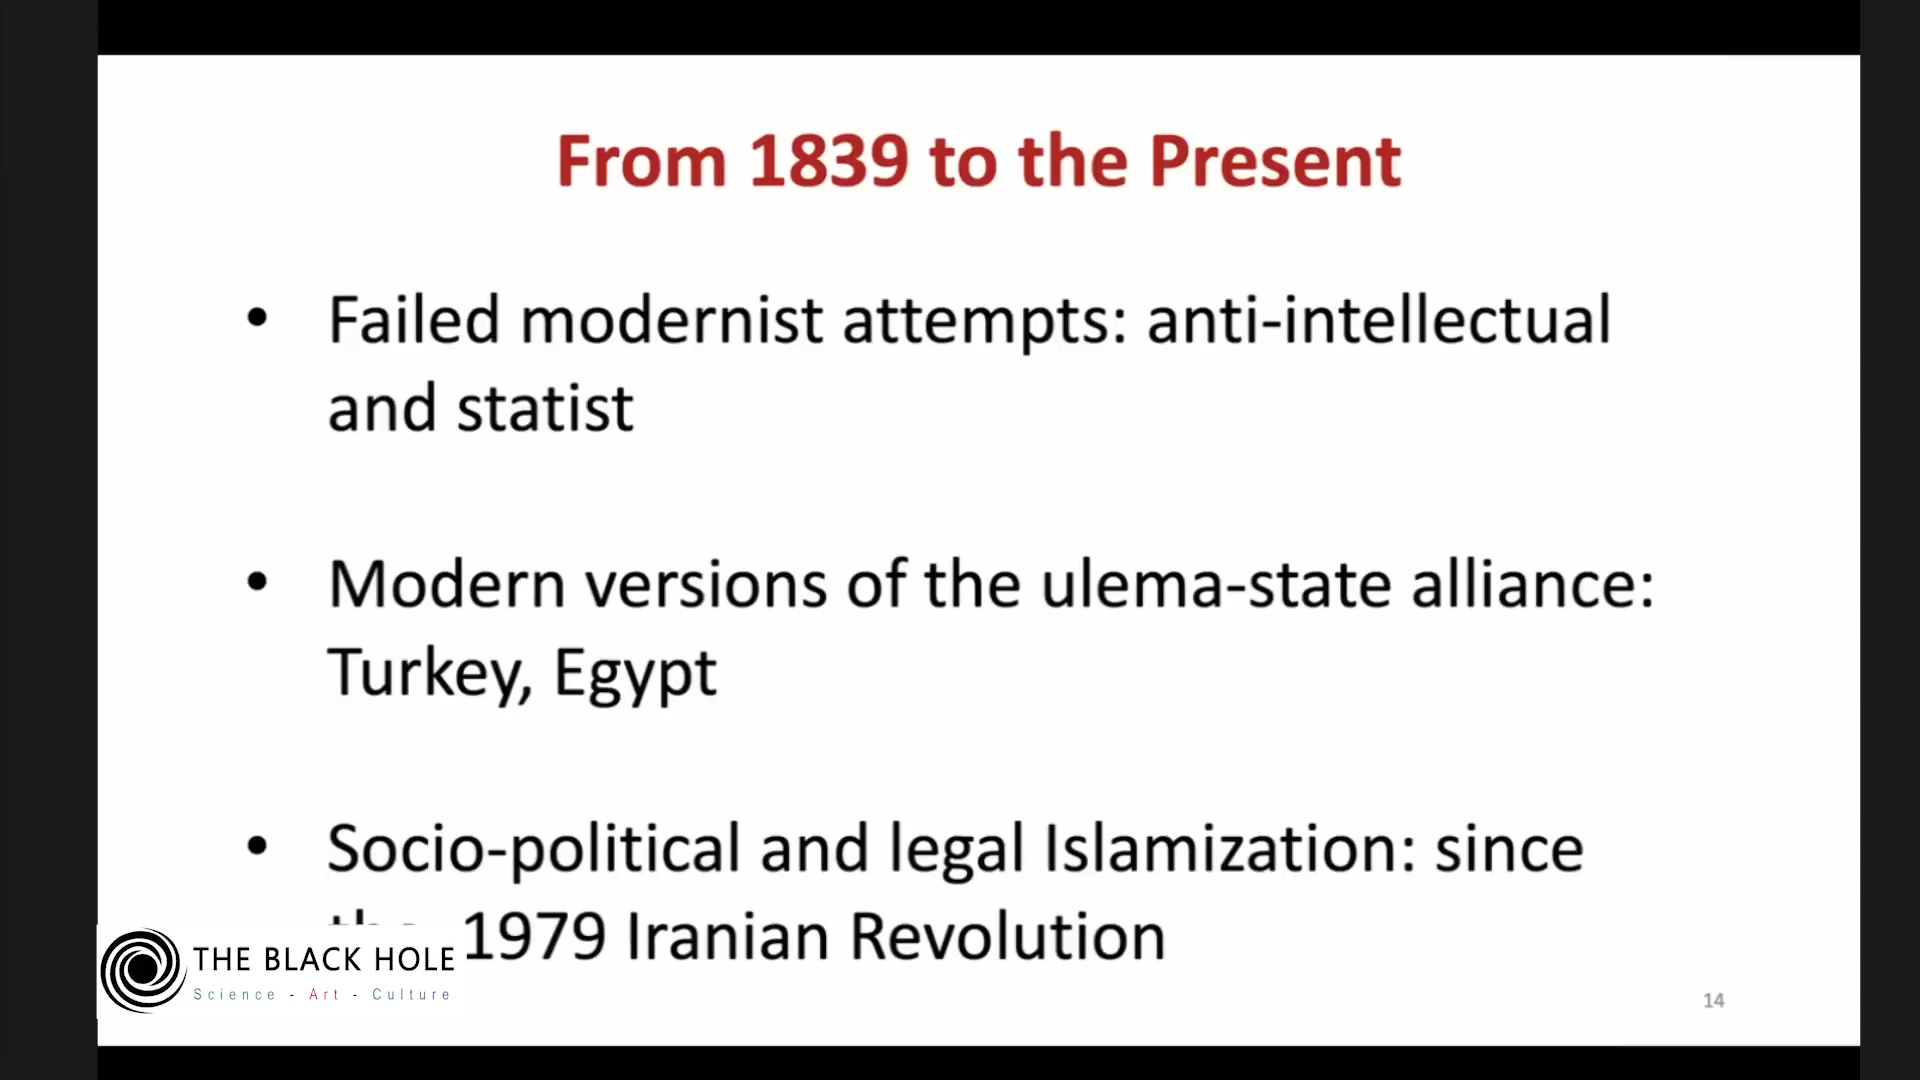 From 1839 to the Present
• Failed modernist attempts: anti-intellectual
and statist
• Modern versions of the ulema-state alliance:
Turkey, Egypt
• Socio-political and legal Islamization: since
1979 Iranian Revolution
THE BLACK HOLE
Science - Art - Culture
14